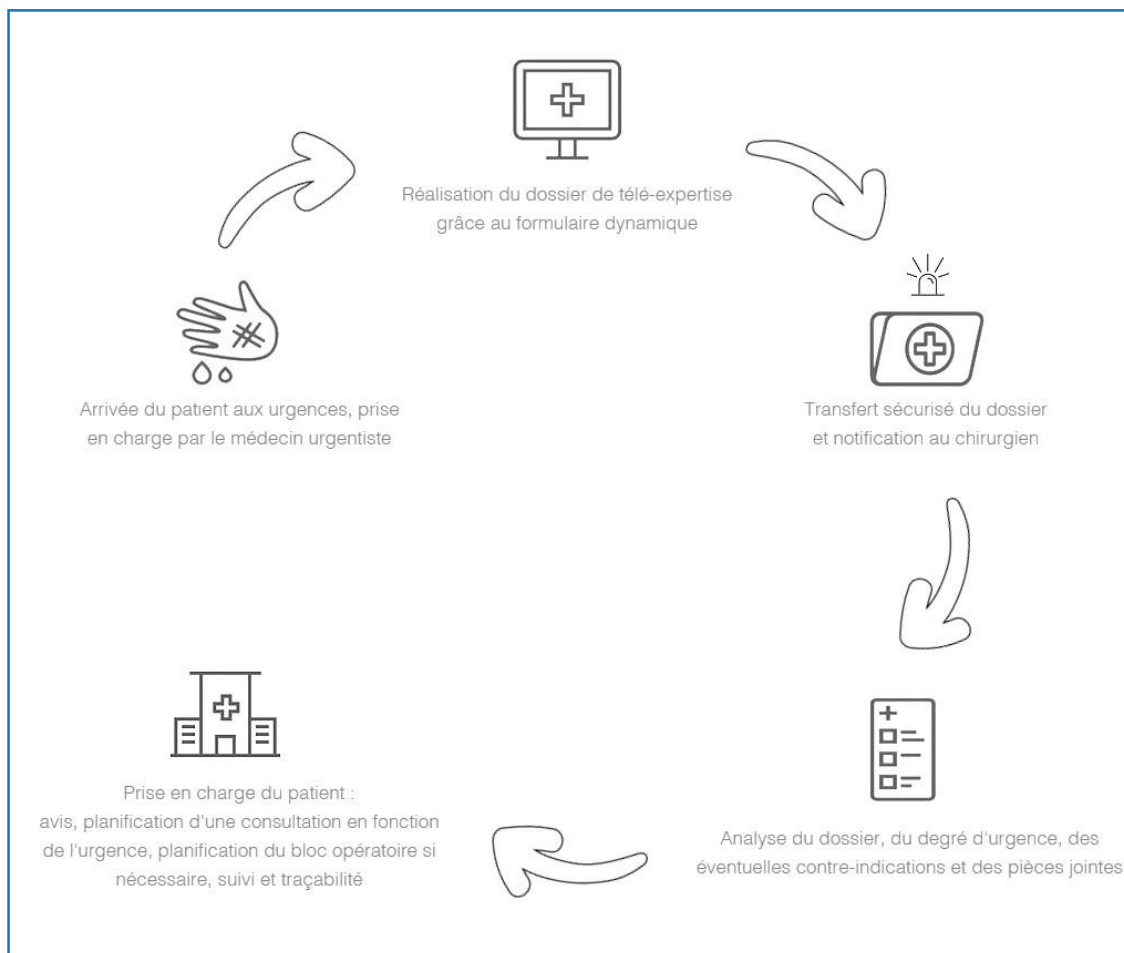 Réalisation du dossier de télé-expertise
grâce au formulaire dynamique
Arrivée du patient aux urgences, prise
en charge par le médecin urgentiste
Transfert sécurisé du dossier
et notification au chirurgien
Prise en charge du patient :
avis, planification d'une consultation en fonction
de l'urgence, planification du bloc opératoire si
nécessaire, suivi et traçabilité
Analyse du dossier, du degré d'urgence, des
éventuelles contre-indications et des pièces jointes